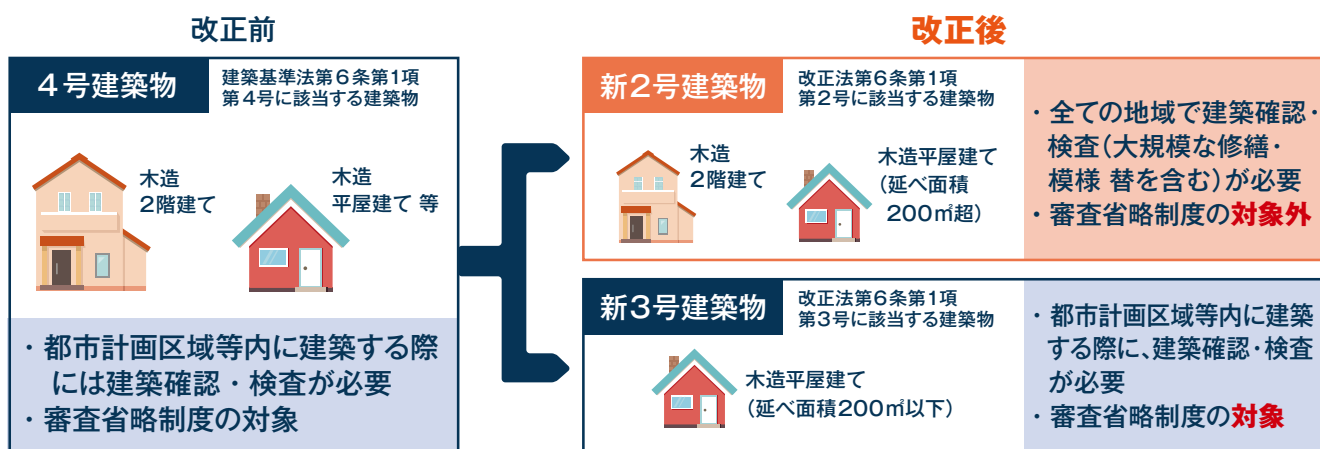 改正前
4号建築物
建築基準法第6条第1項
第4号に該当する建築物
木造
2階建て
木造
平屋建て 等
・都市計画区域等内に建築する際
には建築確認・検査が必要
・審査省略制度の対象
改正後
新2号建築物
改正法第6条第1項
第2号に該当する建築物
木造
2階建て
木造平屋建て
(延べ面積
200㎡超)
・全ての地域で建築確認・
検査(大規模な修繕・
模様 替を含む)が必要
・審査省略制度の対象外
新3号建築物
改正法第6条第1項
第3号に該当する建築物
木造平屋建て
(延べ面積200㎡以下)
・都市計画区域等内に建築
する際に、建築確認・検査
が必要
・審査省略制度の対象